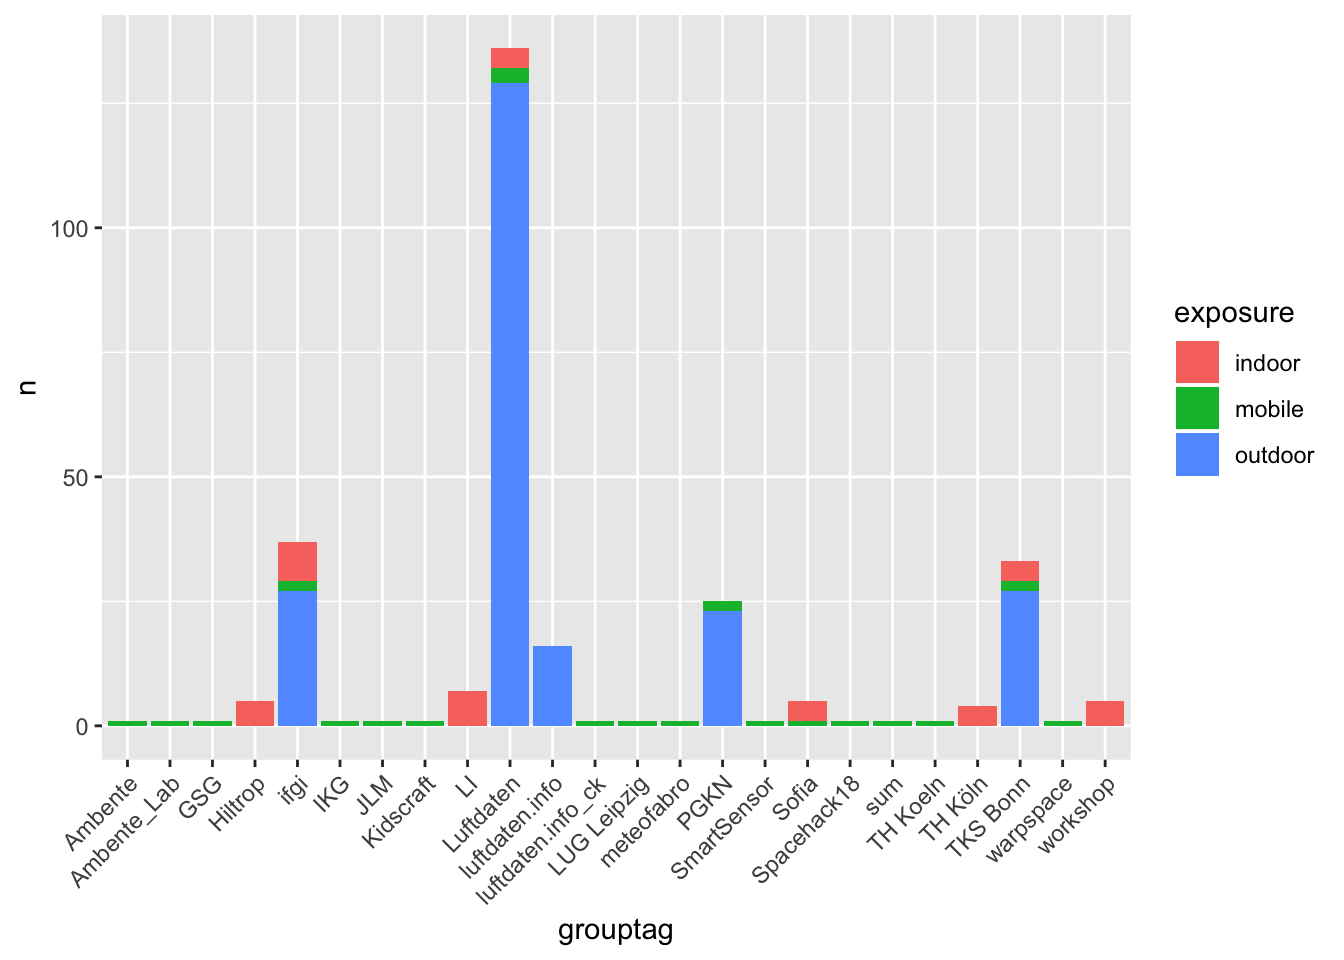 n
100
50
0
Ambente
Ambente_Lab
GSG
Hiltrop
ifgi
IKG
JLM
Kidscraft
LI
Luftdaten
luftdaten.info
luftdaten.info_ck
LUG Leipzig
meteofabro
PGKN
SmartSensor
Sofia
Spacehack18
sum
TH Koeln
TH Köln
TKS Bonn
warpspace
workshop
grouptag
exposure
indoor
mobile
outdoor